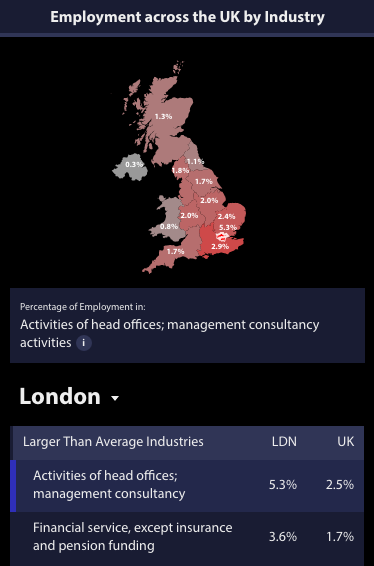 Employment across the UK by Industry
1.3%
0.3%
1.1%
1.8%
1.7%
2.0%
2.0%
2.4%
0.8%
5.3%
2.9%
1.7%
Percentage of Employment in:
Activities of head offices; management consultancy
activities i
London
Larger Than Average Industries LDN UK
Activities of head offices;
management consultancy
5.3% 2.5%
Financial service, except insurance
and pension funding
3.6% 1.7%